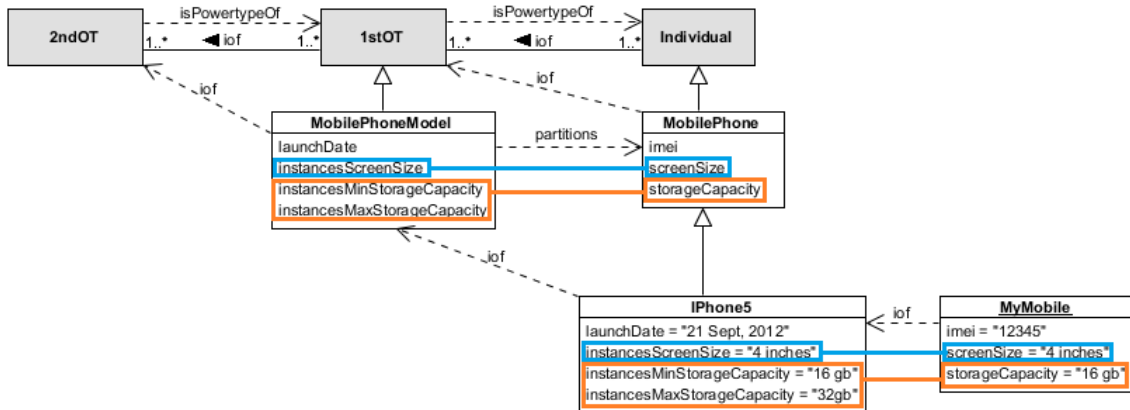 isPowertypeOf
isPowertypeOf
2ndOT
1stOT
Individual
1..*
iof
1..*
1..*
iof
1..*
iof
iof
MobilePhoneModel
launchDate
instancesScreenSize
instancesMinStorageCapacity
instancesMaxStorageCapacity
partitions
MobilePhone
imei
screenSize
storageCapacity
iof
IPhone5
launchDate = "21 Sept, 2012"
instancesScreenSize = "4 inches"
instancesMinStorageCapacity = "16 gb"
instancesMaxStorageCapacity = "32gb"
iof
MyMobile
imei = "12345"
screenSize = "4 inches"
storageCapacity = "16 gb"